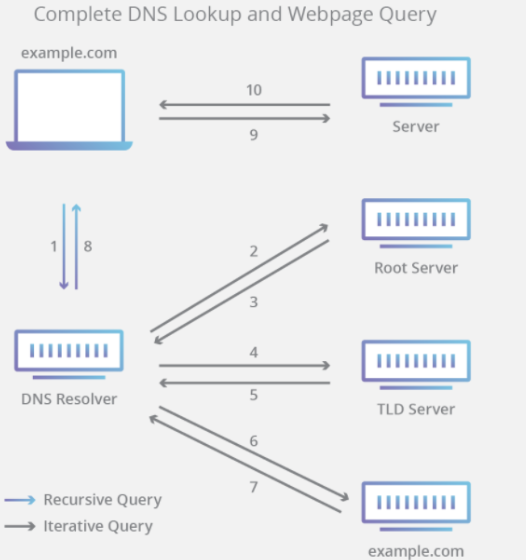 Complete DNS Lookup and Webpage Query
example.com
10
9
Server
1
8
2
3
Root Server
DNS Resolver
4
5
TLD Server
6
7
Recursive Query
Iterative Query
example.com